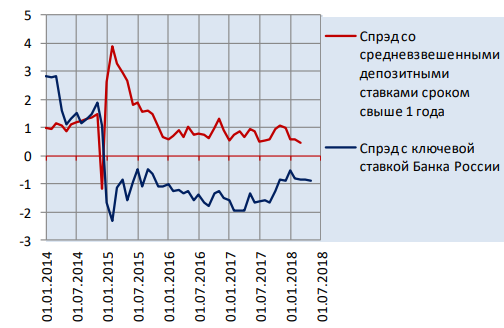 5
4
3
2
1
0
-1
-2
-3
01.01.2014
01.07.2014
01.01.2015
01.07.2015
01.01.2016
01.07.2016
01.01.2017
01.07.2017
01.01.2018
01.07.2018
Спрэд со
средневзвешенными
депозитными
ставками сроком
свыше 1 года
Спрэд с ключевой
ставкой Банка России